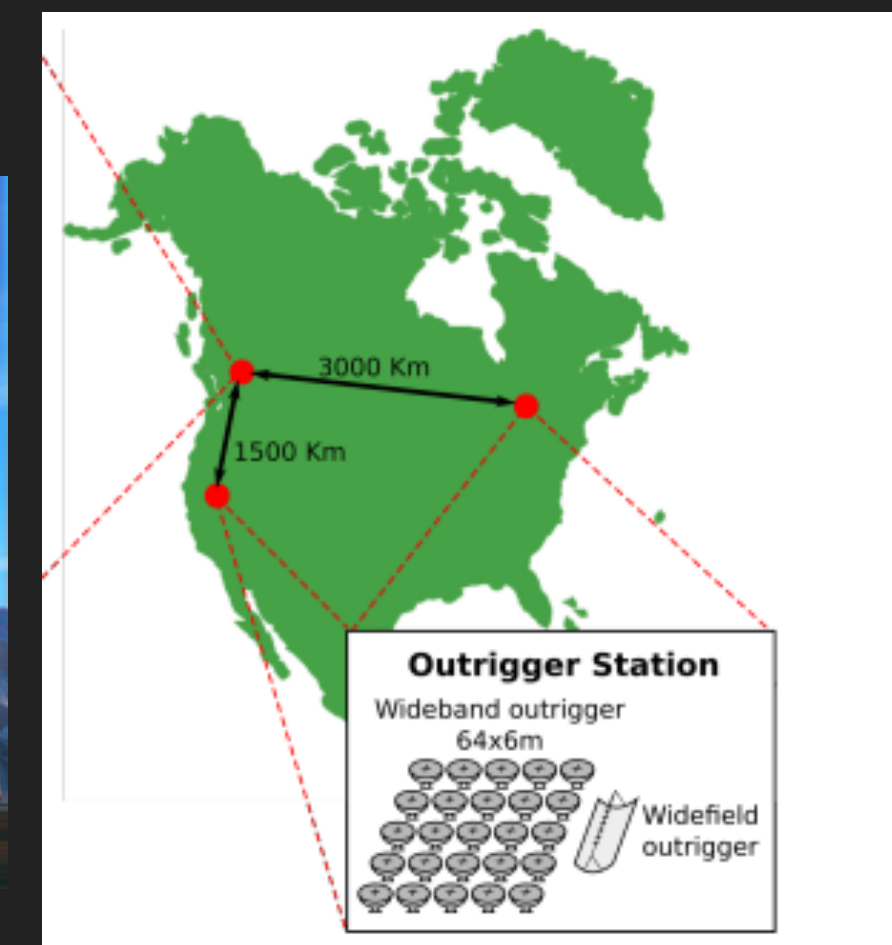 3000 Km
1500 Km
Outrigger Station
Wideband outrigger
64x6m
Widefield
outrigger